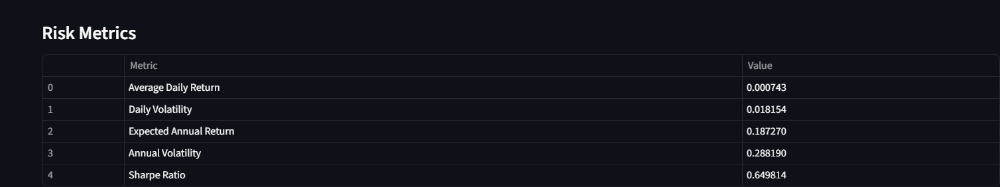 Risk Metrics
Metric Value
0 Average Daily Return 0.000743
1 Daily Volatility 0.018154
2 Expected Annual Return 0.187270
3 Annual Volatility 0.288190
4 Sharpe Ratio 0.649814